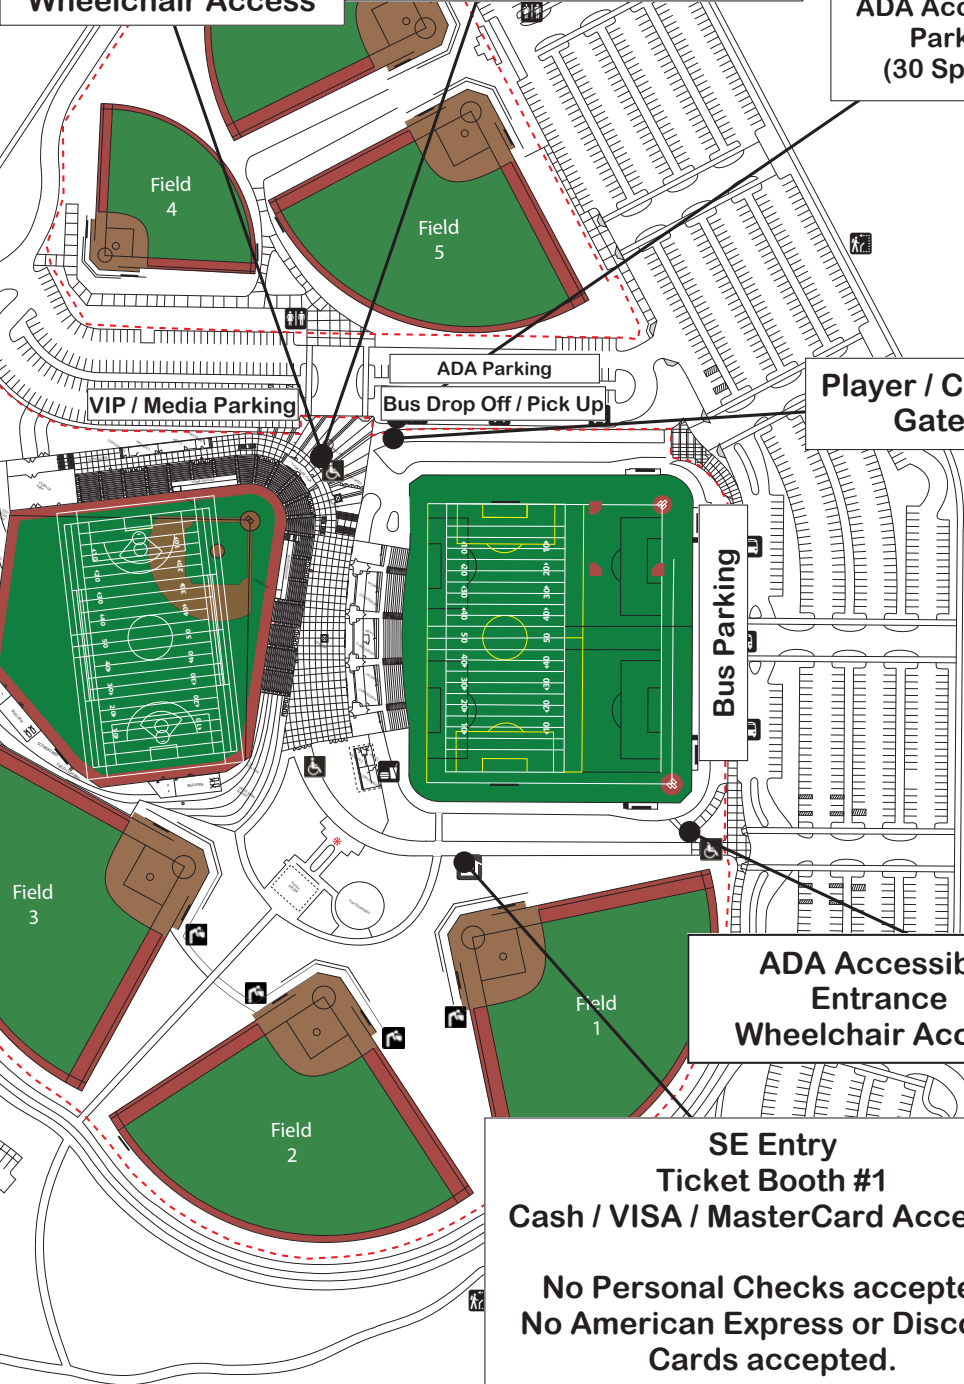 Wheelchair Access
ADA Acc
Park
(30 Sp
Field
4
Field
5
ADA Parking
VIP / Media Parking
Bus Drop Off / Pick Up
Player / C
Gate
Bus Parking
Field
3
Field
1
ADA Accessib
Entrance
Wheelchair Acc
Field
2
SE Entry
Ticket Booth #1
Cash / VISA / MasterCard Acce
No Personal Checks accepte
No American Express or Disco
Cards accepted.